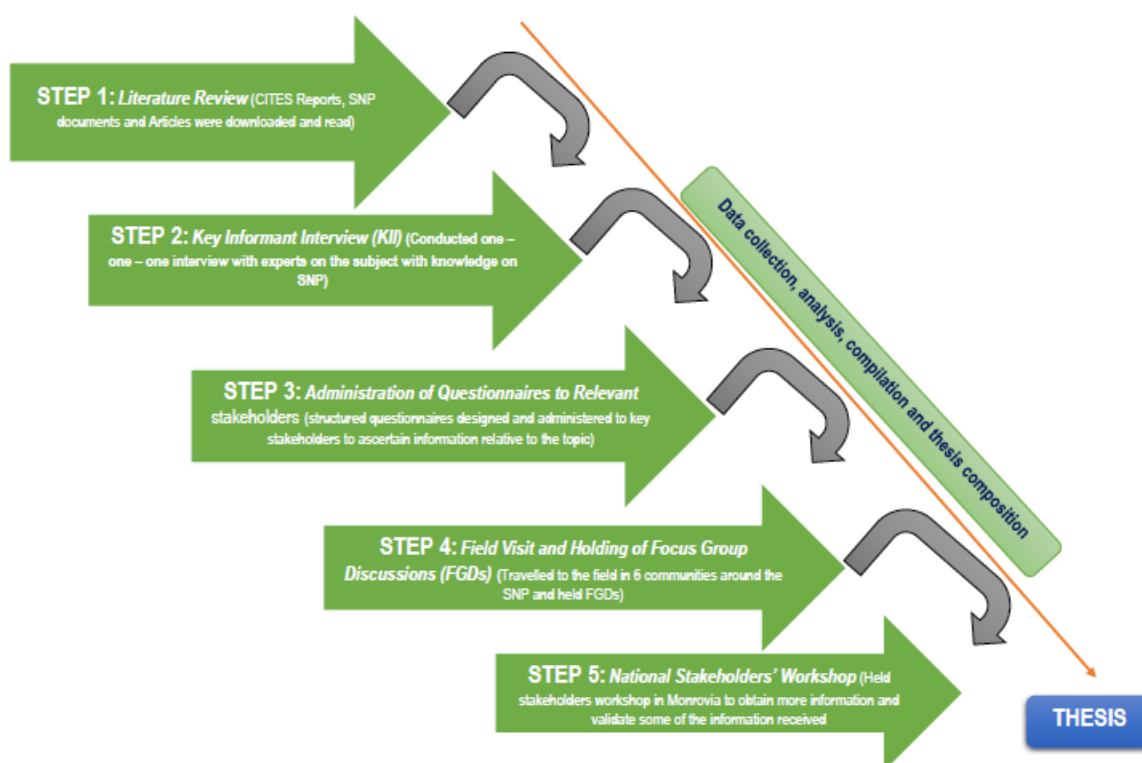 STEP 1: Literature Review (CITES Reports, SNP
documents and Articles were downloaded and read)
STEP 2: Key Informant Interview (KII) (Conducted one –
one – one interview with experts on the subject with knowledge on
SNP)
STEP 3: Administration of Questionnaires to Relevant
stakeholders (structured questionnaires designed and administered to key
stakeholders to ascertain information relative to the topic)
STEP 4: Field Visit and Holding of Focus Group
Discussions (FGDs) (Travelled to the field in 6 communities around the
SNP and held FGDs)
STEP 5: National Stakeholders' Workshop (Held
stakeholders workshop in Monrovia to obtain more information and
validate some of the information received
Data collection, analysis, compilation and thesis composition
THESIS